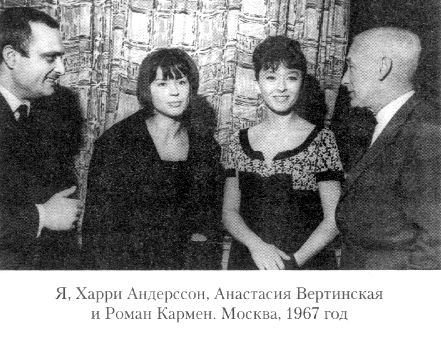 Я, Харри Андерссон, Анастасия Вертинская
и Роман Кармен. Москва, 1967 год